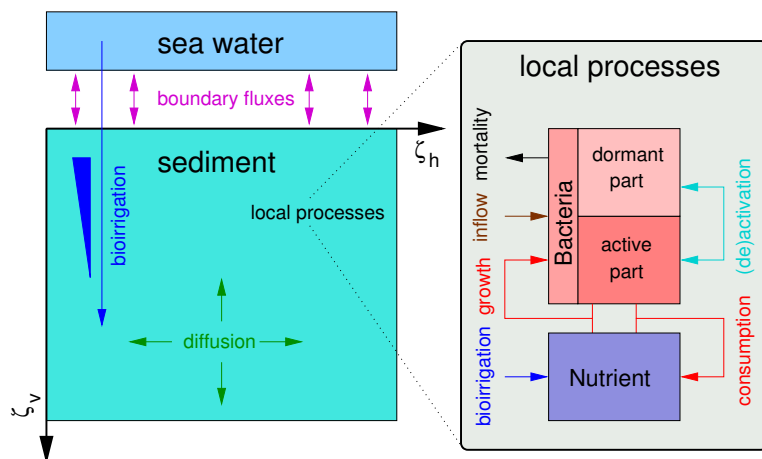 sea water
boundary fluxes
ζh
sediment
bioirrigation
local processes
diffusion
ζv
local processes
mortality
dormant
part
inflow
Bacteria
(de)activation
active
part
growth
bioirrigation
Nutrient
consumption